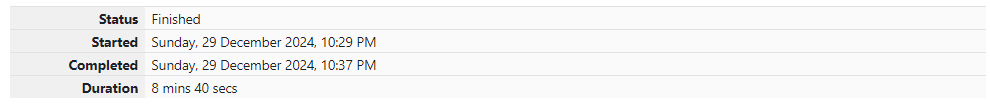 Status Finished
Started Sunday, 29 December 2024, 10:29 PM
Completed Sunday, 29 December 2024, 10:37 PM
Duration 8 mins 40 secs